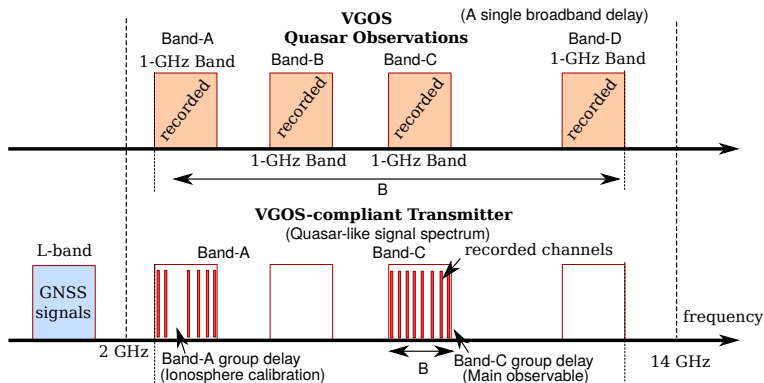 VGOS
(A single broadband delay)
Quasar Observations
Band-A
1-GHz Band
Band-B
Band-C
Band-D
1-GHz Band
recorded
recorded
recorded
recorded
1-GHz Band
1-GHz Band
B
VGOS-compliant Transmitter
(Quasar-like signal spectrum)
L-band
Band-A
Band-C
recorded channels
GNSS
signals
frequency
2 GHz
Band-A group delay
(Ionosphere calibration)
B
Band-C group delay
(Main observable)
14 GHz